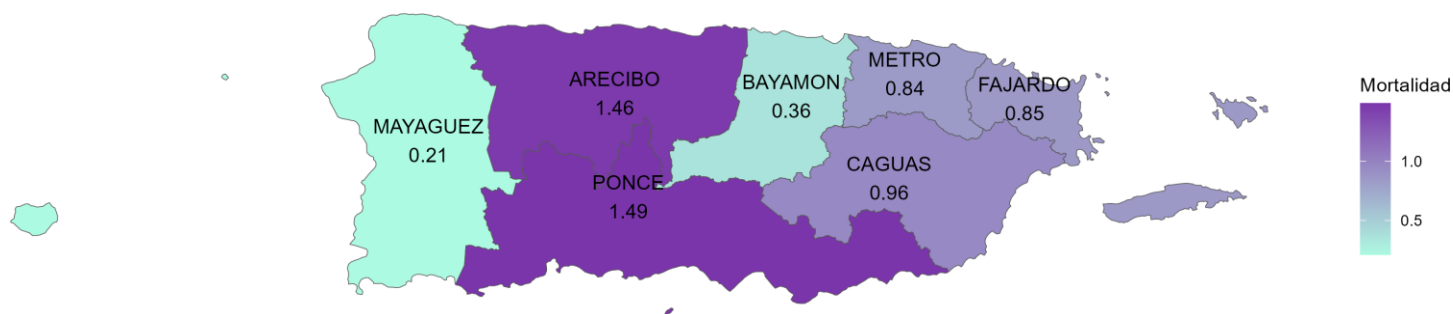 METRO
0.84
ARECIBO
1.46
BAYAMON
0.36
FAJARDO
0.85
MAYAGUEZ
0.21
CAGUAS
0.96
PONCE
1.49
Mortalidad
1.0
0.5